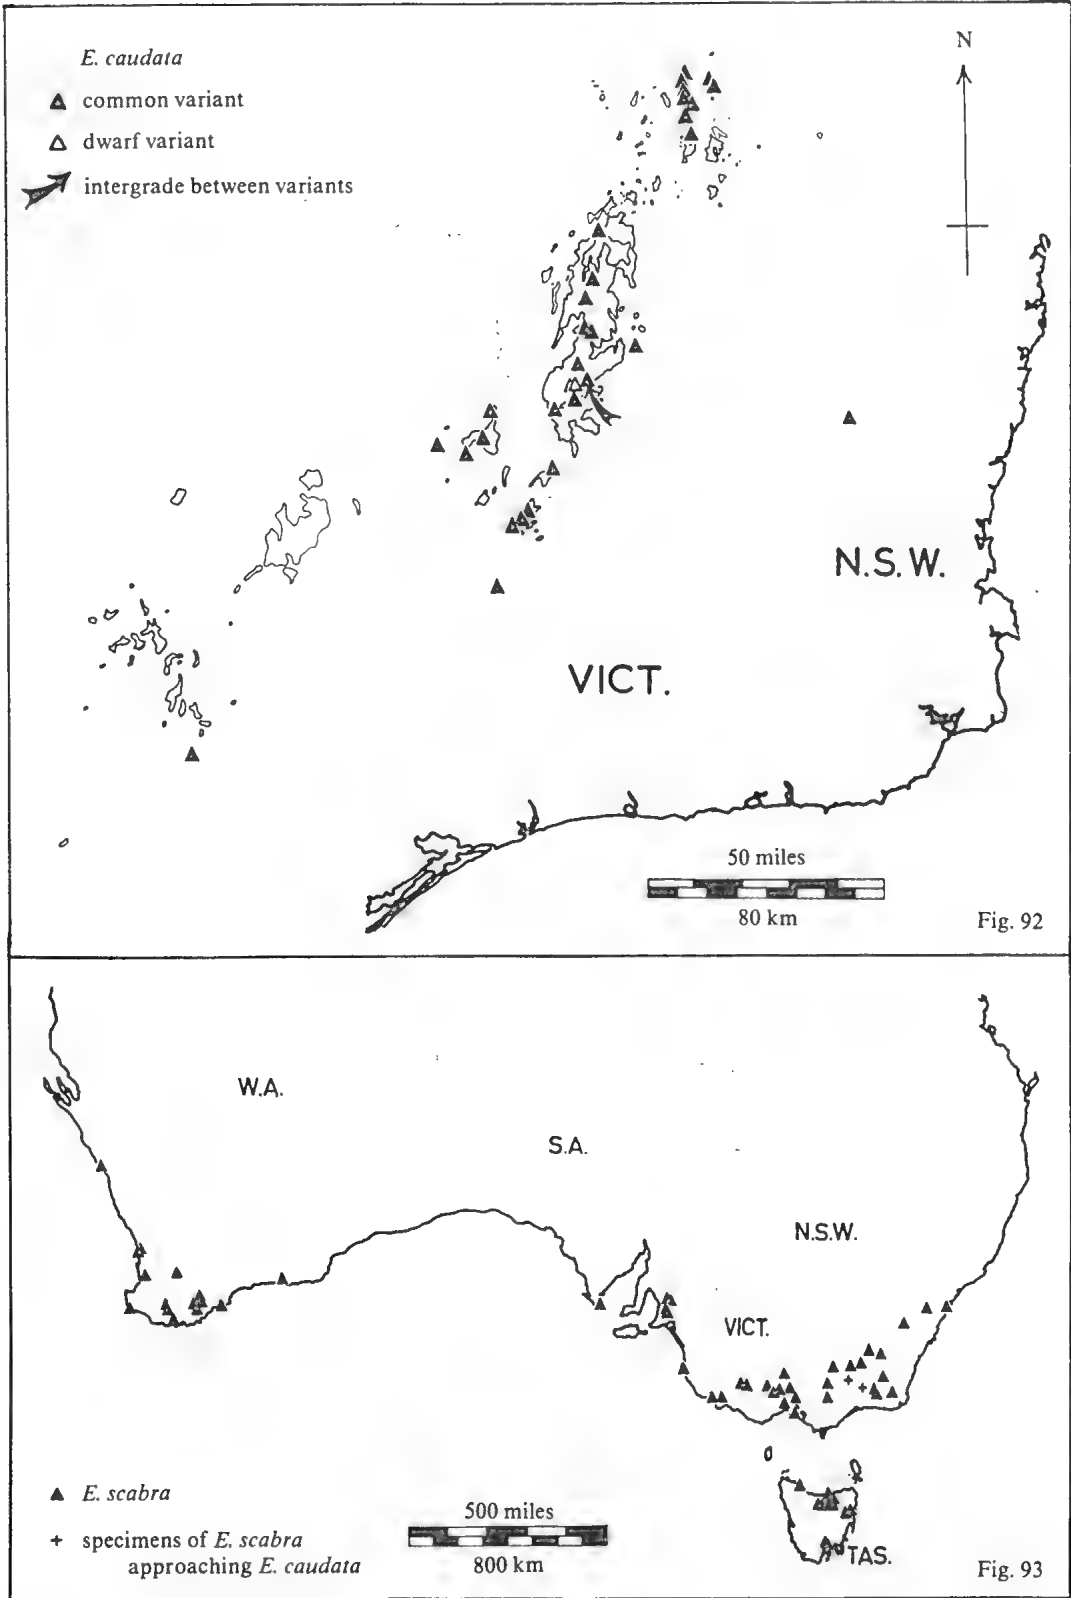 E. caudata
common variant
dwarf variant
intergrade between variants
N
N.S.W.
VICT.
50 miles
80 km
Fig. 92
W.A.
S.A.
N.S.W.
VICT.
E. scabra
specimens of E. scabra
approaching E. caudata
500 miles
800 km
TAS.
Fig. 93